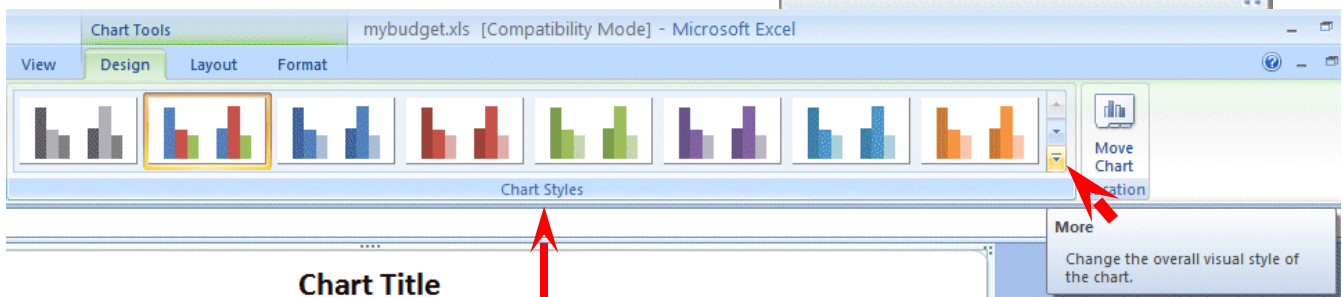 Chart Tools
mybudget.xls [Compatibility Mode] - Microsoft Excel
View Design Layout Format
Move
Chart
Chart Styles
More
Change the overall visual style of
the chart.
Chart Title